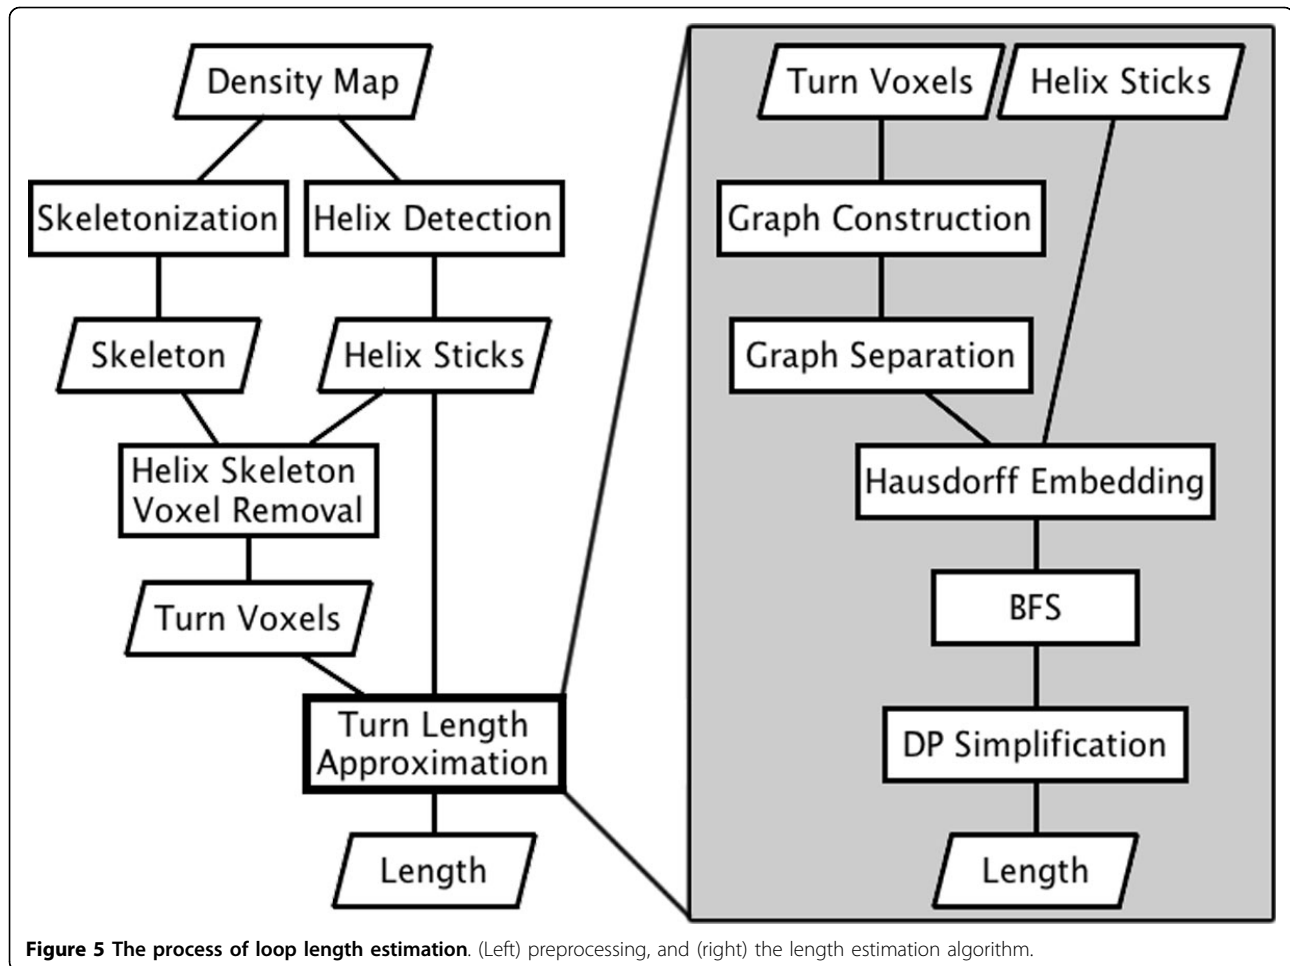 Density Map
Skeletonization
Helix Detection
Skeleton
Helix Sticks
Helix Skeleton
Voxel Removal
Turn Voxels
Turn Length
Approximation
Length
Turn Voxels
Helix Sticks
Graph Construction
Graph Separation
Hausdorff Embedding
BFS
DP Simplification
Length
Figure 5 The process of loop length estimation. (Left) preprocessing, and (right) the length estimation algorithm.